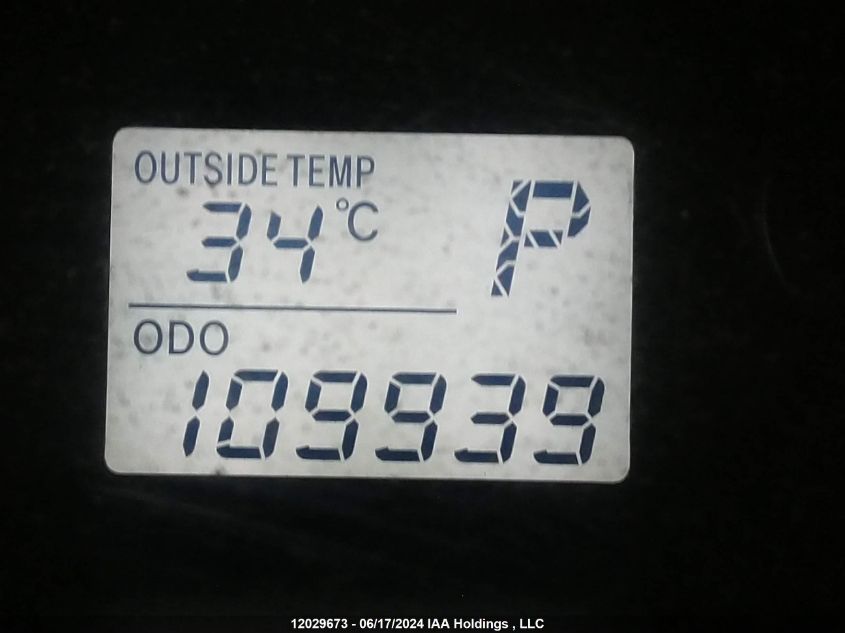 OUTSIDE TEMP
34°C
P
ODO
109939
12029673 - 06/17/2024 IAA Holdings , LLC